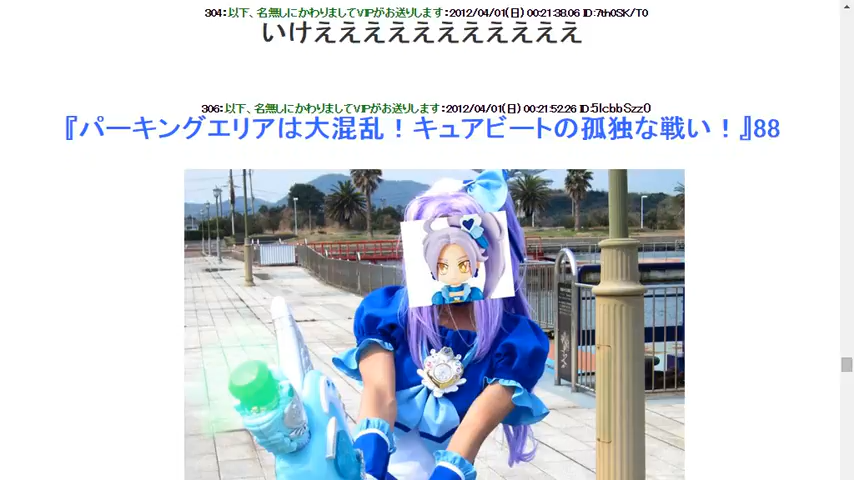 304：以下、名無しにかわりましてVIPがお送りします：2012/04/01(日) 00:21:38.06 ID:7th0SK/T0
いけえええええええええええ
306：以下、名無しにかわりましてVIPがお送りします：2012/04/01(日) 00:21:52.26 ID:5lcbbSzz0
『パーキングエリアは大混乱！キュアビートの孤独な戦い！』88